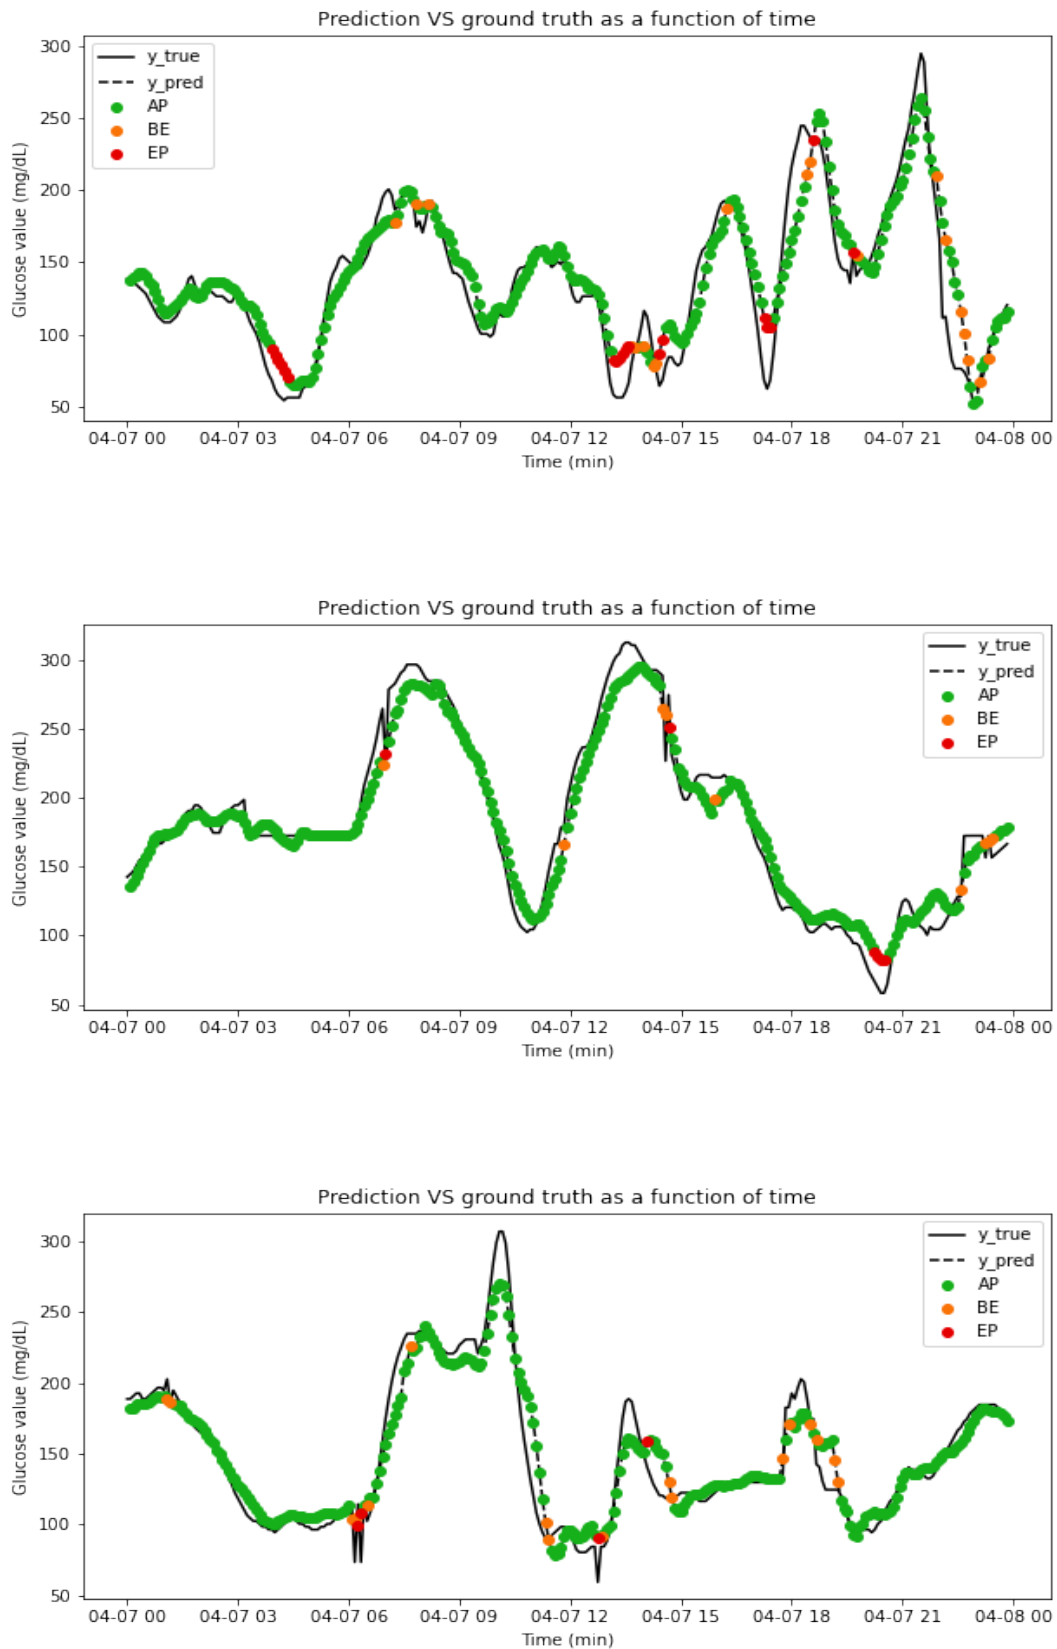 Prediction VS ground truth as a function of time
300
250
200
150
100
50
Glucose value (mg/dL)
y_true
y_pred
AP
BE
EP
04-07 00 04-07 03 04-07 06 04-07 09 04-07 12 04-07 15 04-07 18 04-07 21 04-08 00
Time (min)
Prediction VS ground truth as a function of time
300
250
200
150
100
50
Glucose value (mg/dL)
y_true
y_pred
AP
BE
EP
04-07 00 04-07 03 04-07 06 04-07 09 04-07 12 04-07 15 04-07 18 04-07 21 04-08 00
Time (min)
Prediction VS ground truth as a function of time
300
250
200
150
100
50
Glucose value (mg/dL)
y_true
y_pred
AP
BE
EP
04-07 00 04-07 03 04-07 06 04-07 09 04-07 12 04-07 15 04-07 18 04-07 21 04-08 00
Time (min)